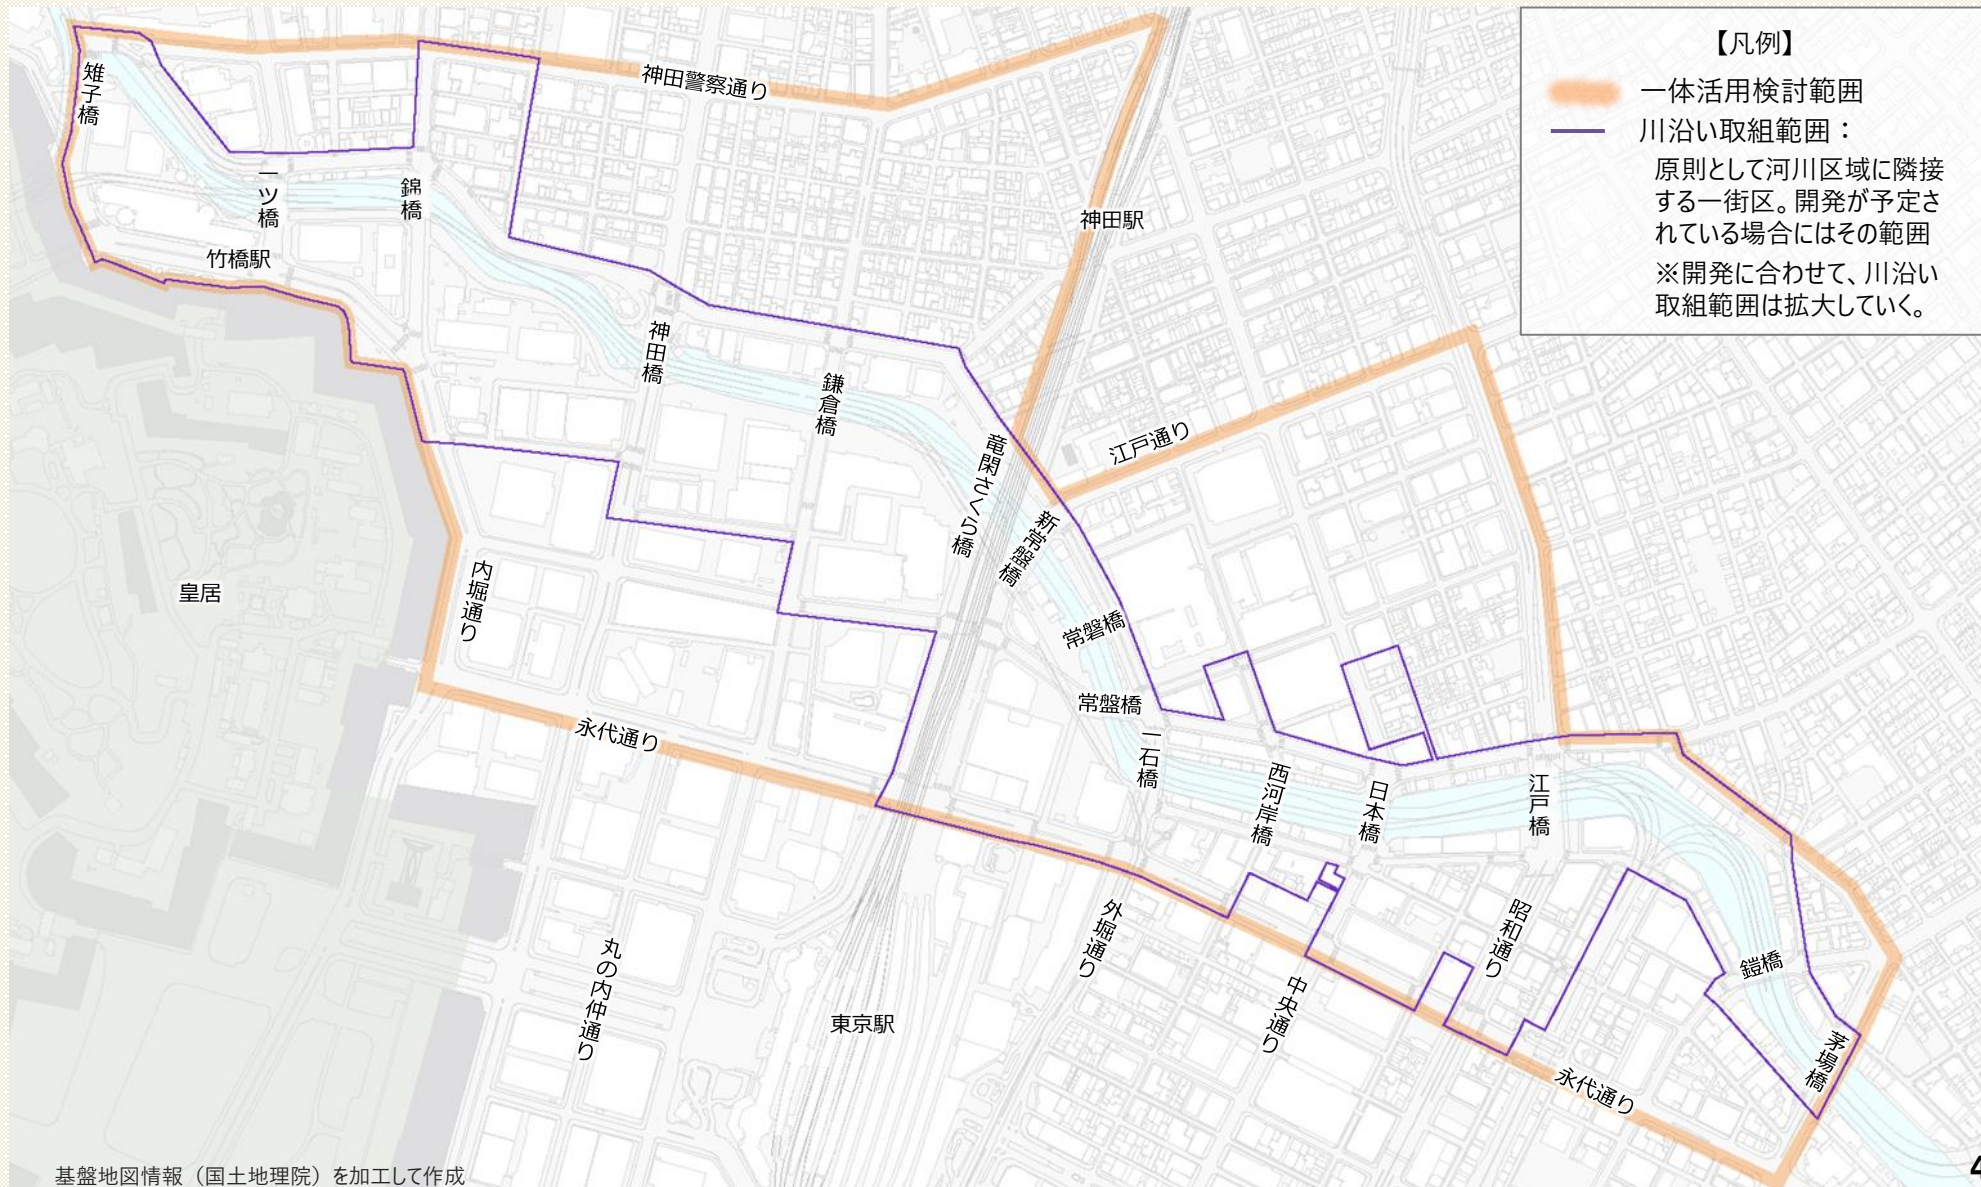 【凡例】
一体活用検討範囲
川沿い取組範囲：
原則として河川区域に隣接
する一街区。開発が予定さ
れている場合にはその範囲
※開発に合わせて、川沿い
取組範囲は拡大していく。
雉子橋
神田警察通り
一ツ橋
錦橋
竹橋駅
神田駅
神田橋
鎌倉橋
竜閑さくら橋
江戸通り
新常盤橋
皇居
内堀通り
常磐橋
常盤橋
永代通り
一石橋
西河岸橋
日本橋
江戸橋
外堀通り
昭和通り
丸の内仲通り
中央通り
鎧橋
東京駅
茅場橋
永代通り
基盤地図情報（国土地理院）を加工して作成
4